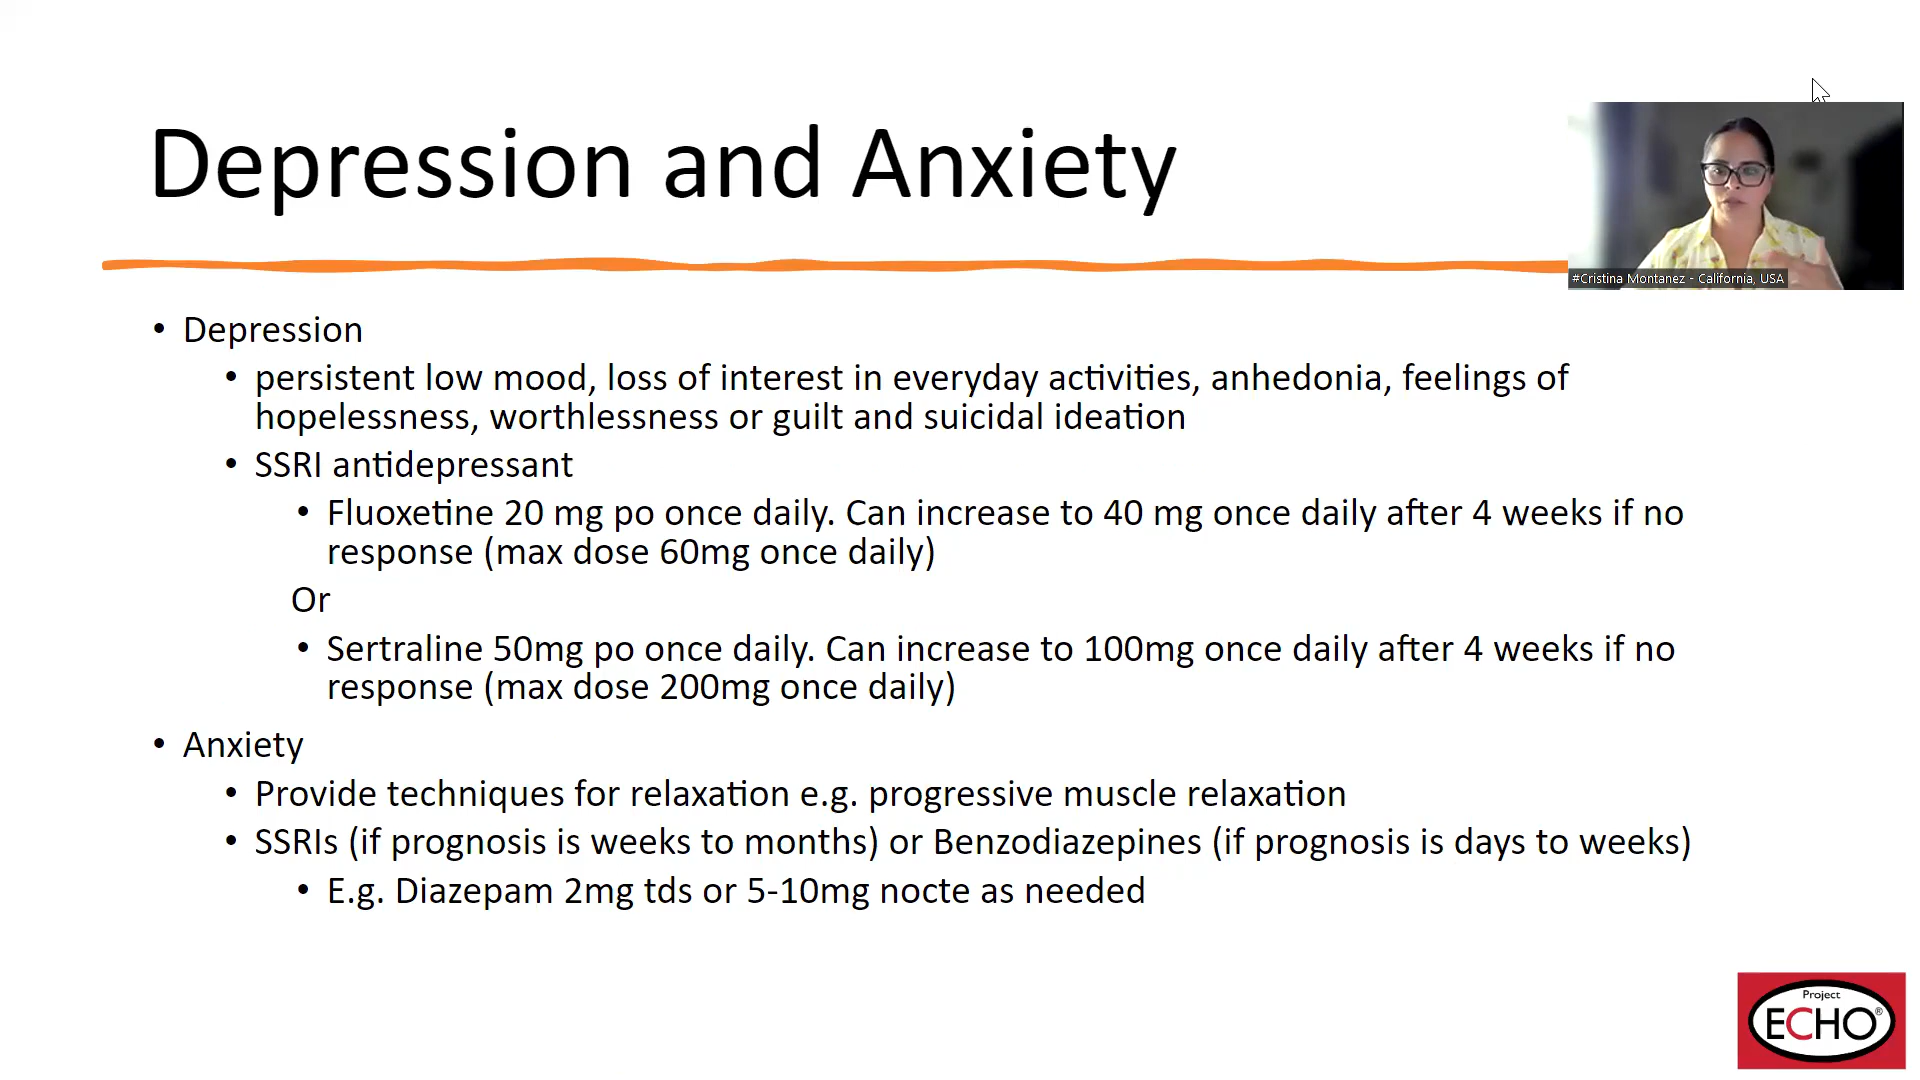 Depression and Anxiety
#Cristina Montanez - California, USA
• Depression
• persistent low mood, loss of interest in everyday activities, anhedonia, feelings of
hopelessness, worthlessness or guilt and suicidal ideation
• SSRI antidepressant
• Fluoxetine 20 mg po once daily. Can increase to 40 mg once daily after 4 weeks if no
response (max dose 60mg once daily)
Or
• Sertraline 50mg po once daily. Can increase to 100mg once daily after 4 weeks if no
response (max dose 200mg once daily)
• Anxiety
• Provide techniques for relaxation e.g. progressive muscle relaxation
• SSRIs (if prognosis is weeks to months) or Benzodiazepines (if prognosis is days to weeks)
• E.g. Diazepam 2mg tds or 5-10mg nocte as needed
Project
ECHO®